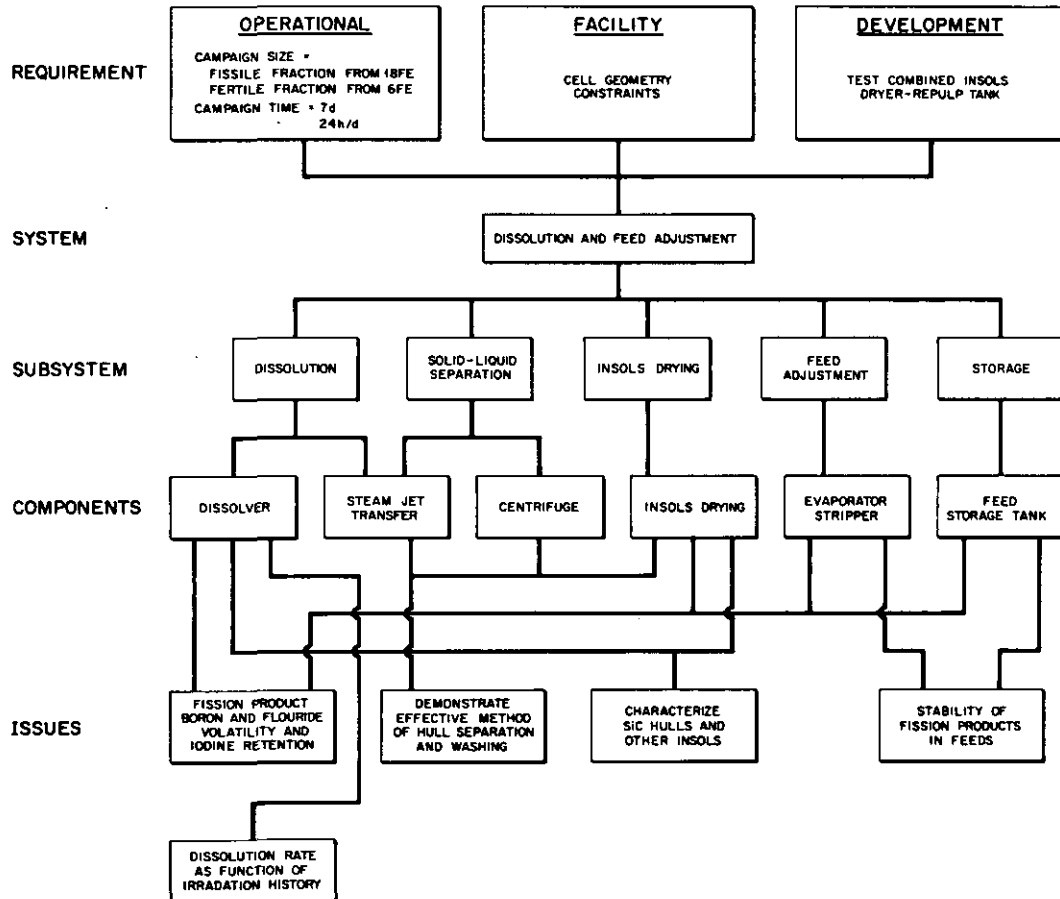 REQUIREMENT
OPERATIONAL
CAMPAIGN SIZE =
FISSILE FRACTION FROM 18FE
FERTILE FRACTION FROM 6FE
CAMPAIGN TIME = 7d
24h/d
FACILITY
CELL GEOMETRY
CONSTRAINTS
DEVELOPMENT
TEST COMBINED INSOLS
DRYER-REPULP TANK
SYSTEM
DISSOLUTION AND FEED ADJUSTMENT
SUBSYSTEM
DISSOLUTION
SOLID-LIQUID
SEPARATION
INSOLS DRYING
FEED
ADJUSTMENT
STORAGE
COMPONENTS
DISSOLVER
STEAM JET
TRANSFER
CENTRIFUGE
INSOLS DRYING
EVAPORATOR
STRIPPER
FEED
STORAGE TANK
ISSUES
FISSION PRODUCT
BORON AND FLOURIDE
VOLATILITY AND
IODINE RETENTION
DEMONSTRATE
EFFECTIVE METHOD
OF HULL SEPARATION
AND WASHING
CHARACTERIZE
SiC HULLS AND
OTHER INSOLS
STABILITY OF
FISSION PRODUCTS
IN FEEDS
DISSOLUTION RATE
AS FUNCTION OF
IRRADATION HISTORY